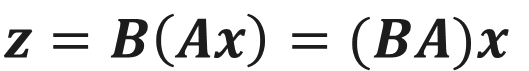 z = B(Ax) = (BA)x